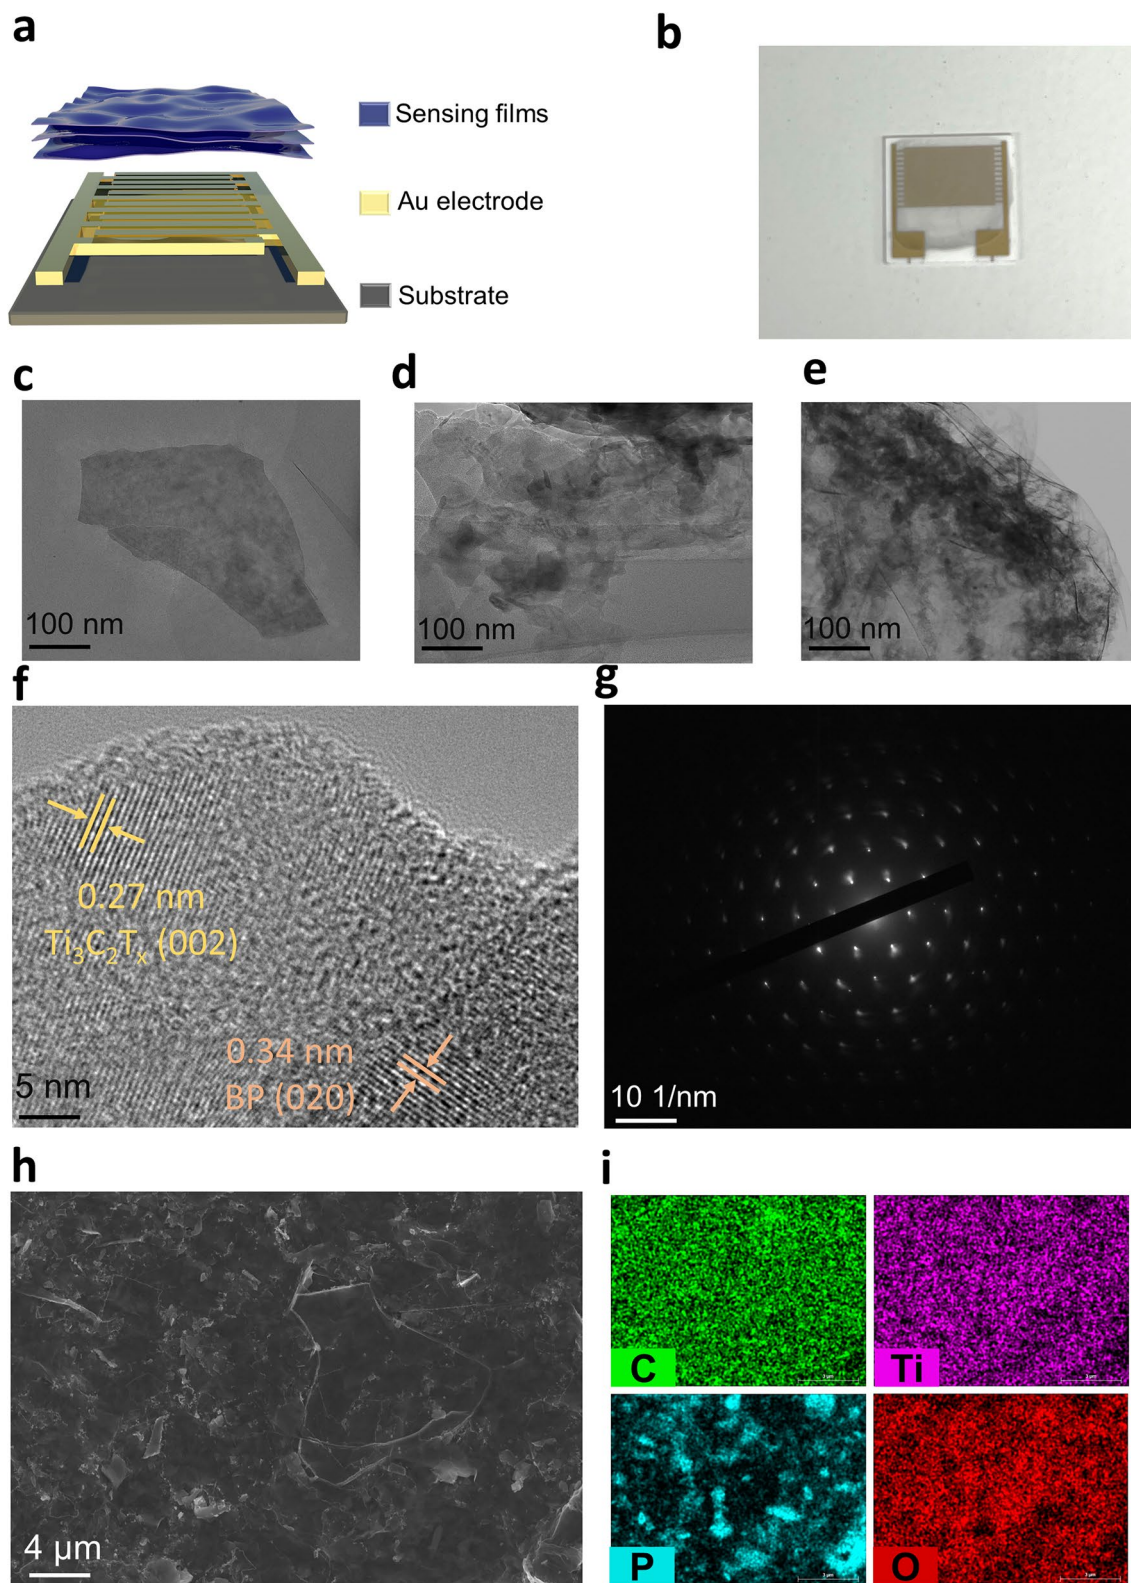 a
b
Sensing films
Au electrode
Substrate
c
d
e
100 nm
100 nm
100 nm
f
g
0.27 nm
Ti₃C₂Tₓ (002)
0.34 nm
BP (020)
5 nm
10 1/nm
h
i
4 μm
C
Ti
P
O